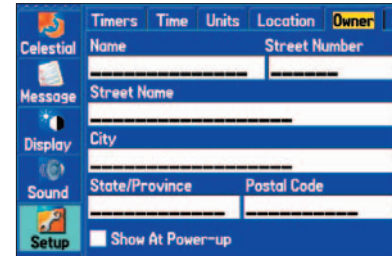 Timers Time Units Location Owner
Celestial
Name Street Number
Message
Street Name
Display
City
Sound
State/Province Postal Code
Setup
Show At Power-up